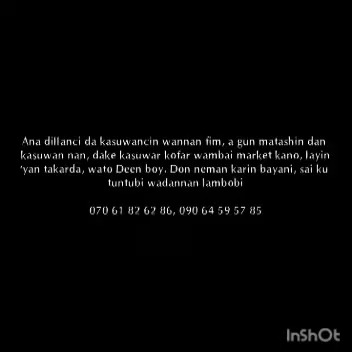 Ana dillanci da kasuwancin wannan fim, a gun matashin dan
kasuwan nan, dake kasuwar kofar wambai market kano, layin
'yan takarda, wato Deen boy. Don neman karin bayani, sai ku
tuntubi wadannan lambobi
070 61 82 62 86, 090 64 59 57 85
InShOt